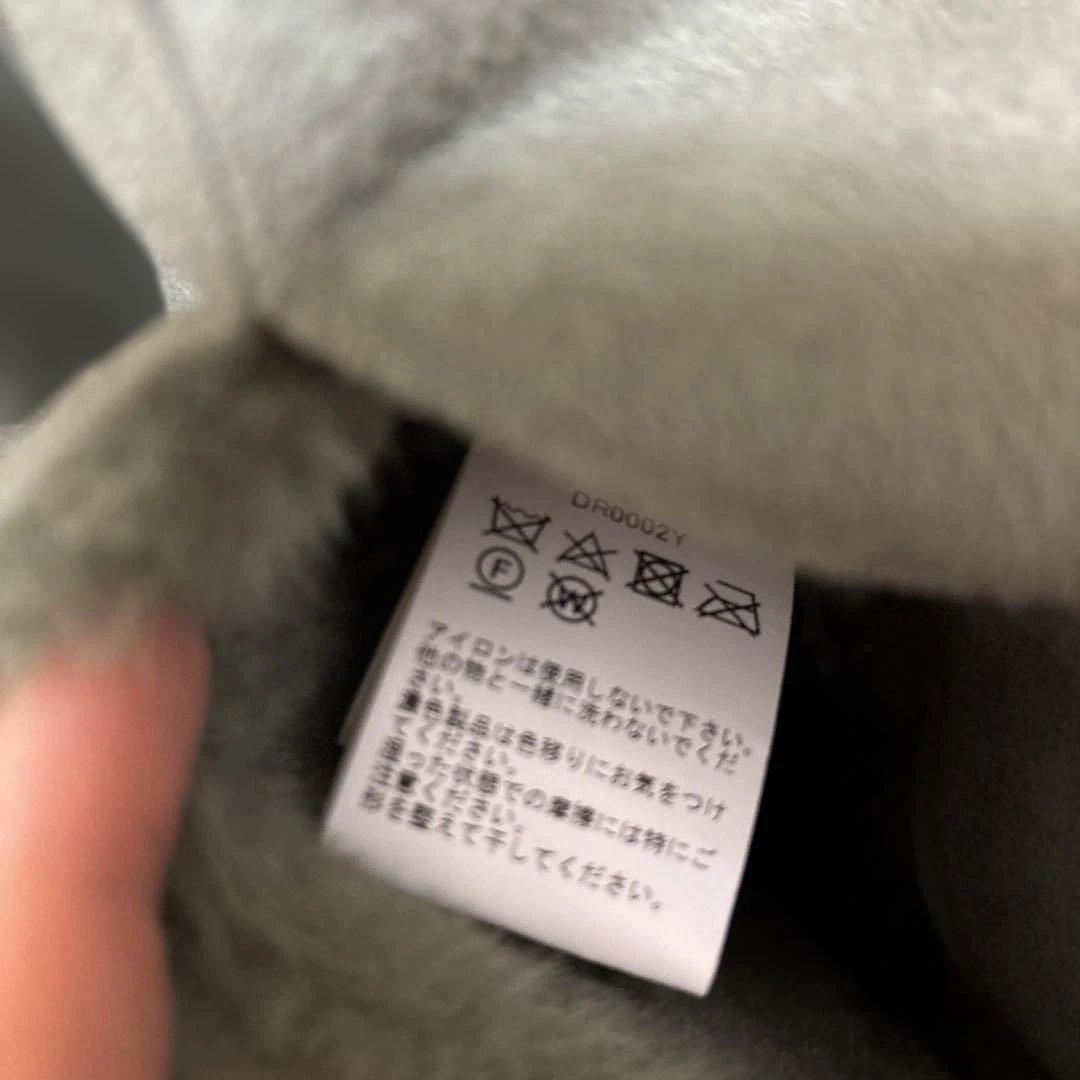 DR0002Y
F
W
アイロンは使用しないで下さい。
他の物と一緒に洗わないでくだ
さい。
濃色製品は色移りにお気をつけ
てください。
湿った状態での摩擦には特にご
注意ください。
形を整えて干してください。